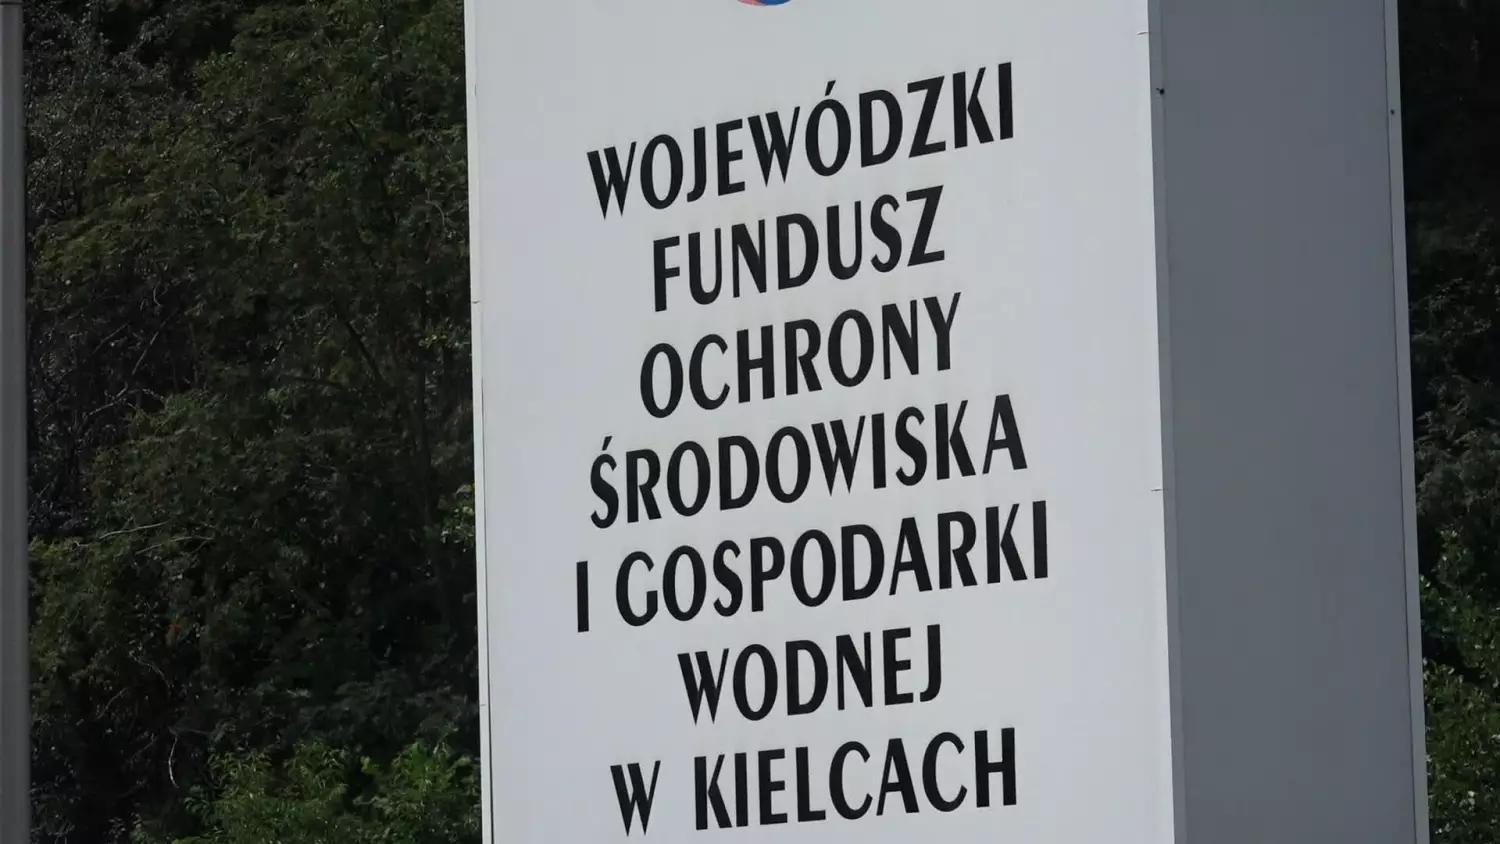 WOJEWÓDZKI
FUNDUSZ
OCHRONY
ŚRODOWISKA
I GOSPODARKI
WODNEJ
W KIELCACH